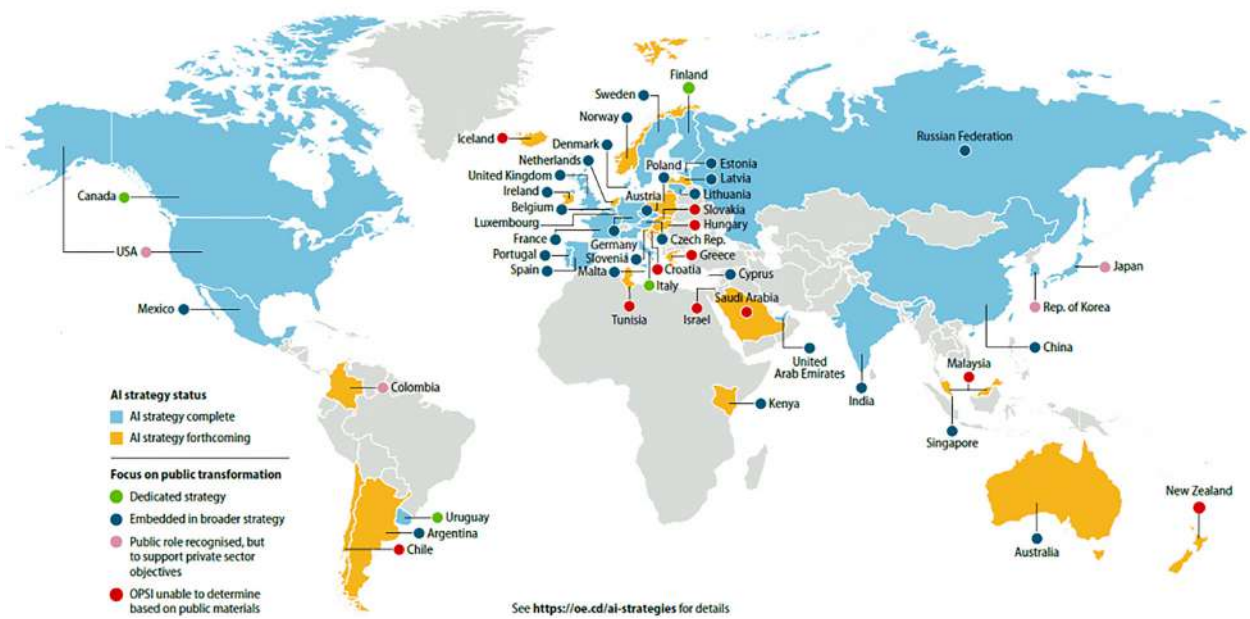 Finland
Sweden
Norway
Iceland
Denmark
Netherlands
United Kingdom
Ireland
Belgium
Luxembourg
France
Portugal
Spain
Germany
Slovenia
Malta
Austria
Poland
Estonia
Latvia
Lithuania
Slovakia
Hungary
Czech Rep.
Greece
Croatia
Italy
Cyprus
Tunisia
Israel
Saudi Arabia
United
Arab Emirates
Russian Federation
Japan
Rep. of Korea
China
Malaysia
India
Singapore
Kenya
Canada
USA
Mexico
Colombia
Uruguay
Argentina
Chile
New Zealand
Australia
AI strategy status
AI strategy complete
AI strategy forthcoming
Focus on public transformation
Dedicated strategy
Embedded in broader strategy
Public role recognised, but
to support private sector
objectives
OPSI unable to determine
based on public materials
See https://oe.cd/ai-strategies for details